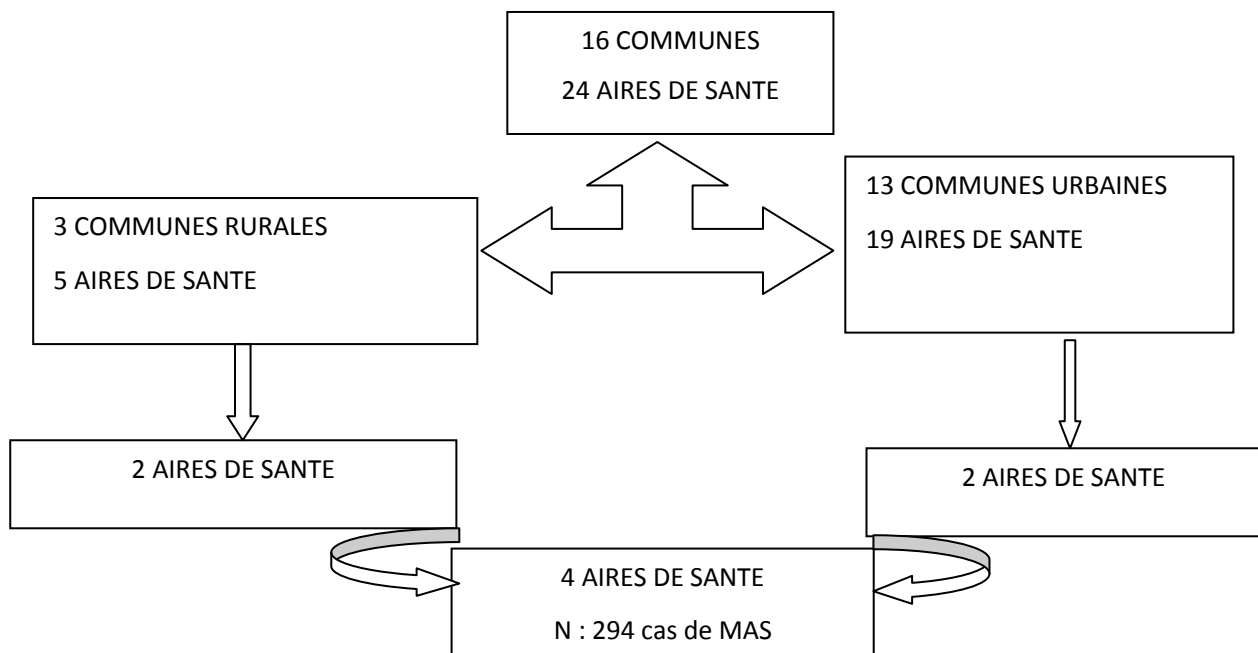 16 COMMUNES
24 AIRES DE SANTE
3 COMMUNES RURALES
5 AIRES DE SANTE
13 COMMUNES URBAINES
19 AIRES DE SANTE
2 AIRES DE SANTE
2 AIRES DE SANTE
4 AIRES DE SANTE
N : 294 cas de MAS